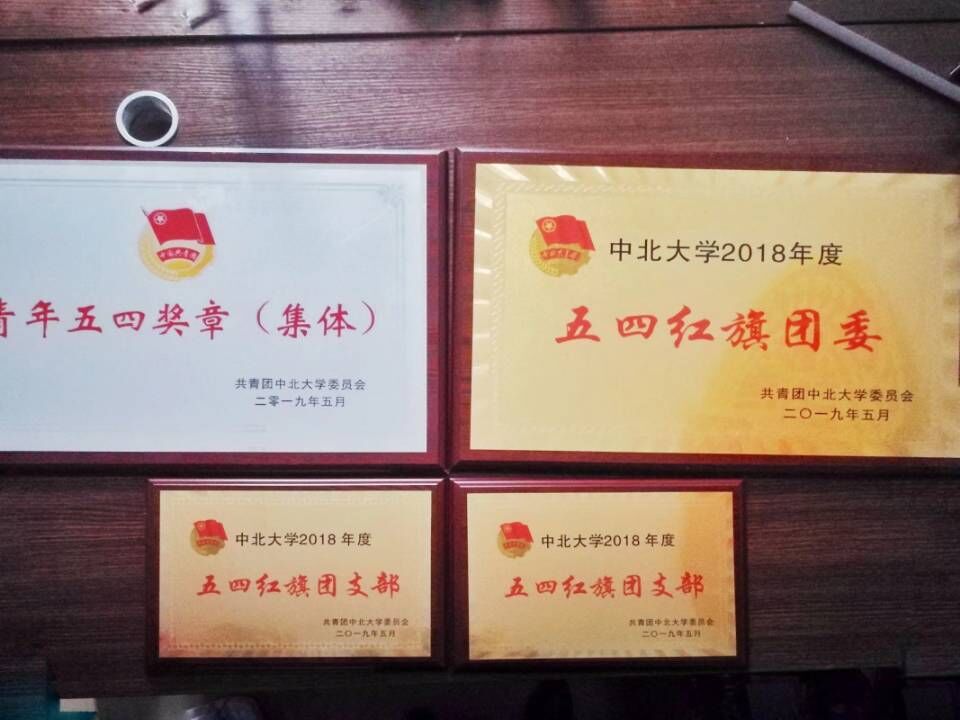 中国共青团
青年五四奖章（集体）
共青团中北大学委员会
二零一九年五月
中北大学2018年度
五四红旗团委
共青团中北大学委员会
二〇一九年五月
中北大学2018年度
五四红旗团支部
共青团中北大学委员会
二〇一九年五月
中北大学2018年度
五四红旗团支部
共青团中北大学委员会
二〇一九年五月